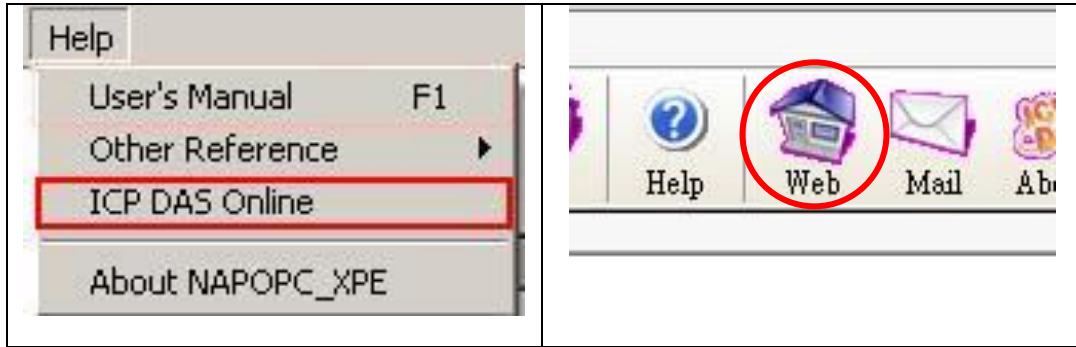 Help
User's Manual F1
Other Reference
ICP DAS Online
About NAPOPC_XPE
Help Web Mail